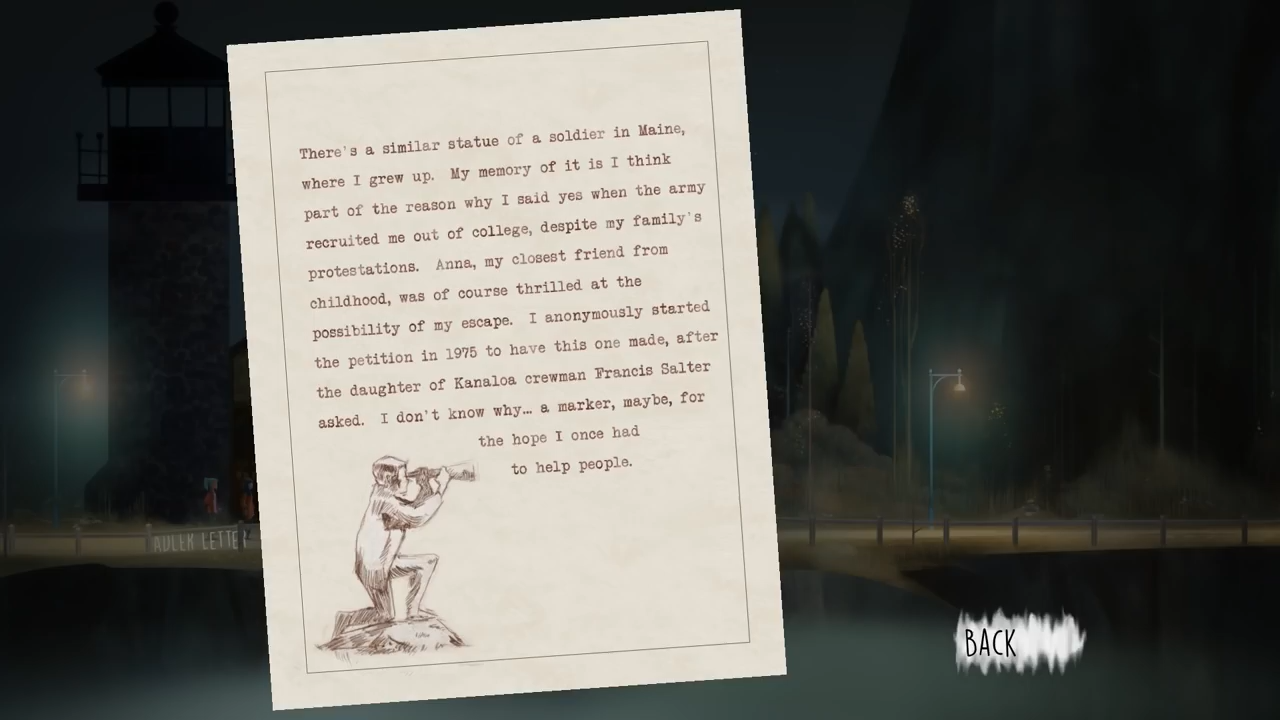 There's a similar statue of a soldier in Maine,
where I grew up.  My memory of it is I think
part of the reason why I said yes when the army
recruited me out of college, despite my family's
protestations.  Anna, my closest friend from
childhood, was of course thrilled at the
possibility of my escape.  I anonymously started
the petition in 1975 to have this one made, after
the daughter of Kanaloa crewman Francis Salter
asked.  I don't know why… a marker, maybe, for
the hope I once had
to help people.
ADLER LETTER
BACK